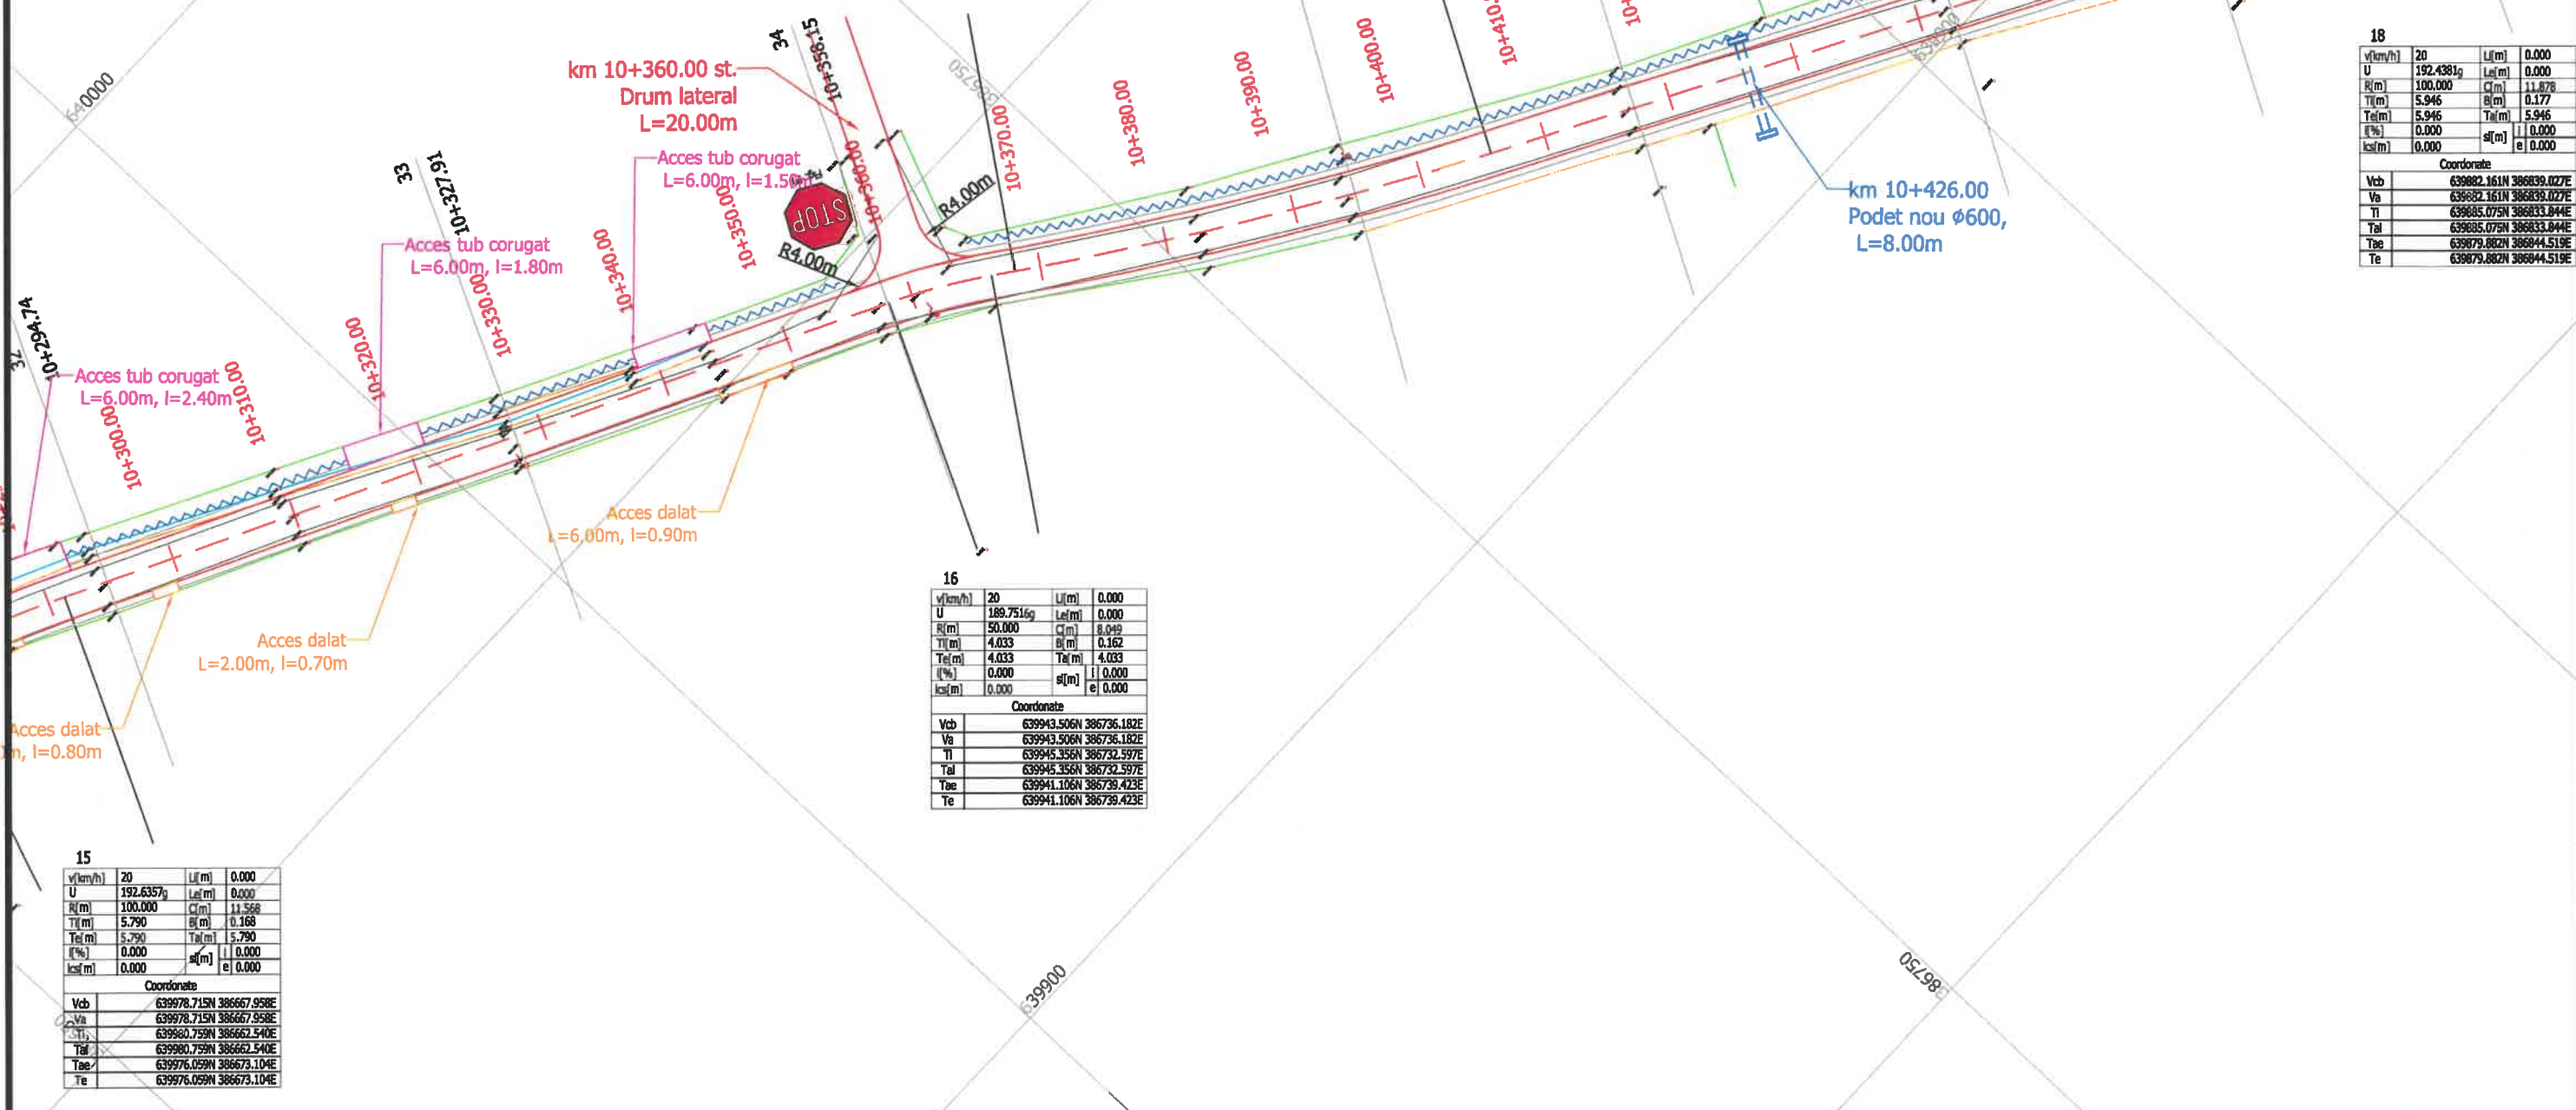 640000
34
10+358.15
km 10+360.00 st.
Drum lateral
L=20.00m
33
10+327.91
Acces tub corugat
L=6.00m, l=1.50m
10+350.00
10+360.00
STOP
R4,00m
R4,00m
386750
10+370.00
10+380.00
10+390.00
10+400.00
10+410.
10+
km 10+426.00
Podet nou ϕ600,
L=8.00m
Acces tub corugat
L=6.00m, l=1.80m
10+330.00
10+340.00
10+294.74
Acces tub corugat
L=6.00m, l=2.40m
10+300.00
10+310.00
10+320.00
Acces dalat
L=6.00m, l=0.90m
Acces dalat
L=2.00m, l=0.70m
Acces dalat
m, l=0.80m
18
v[km/h] 20 Li[m] 0.000
U 192.4381g Le[m] 0.000
R[m] 100.000 C[m] 11.878
Ti[m] 5.946 B[m] 0.177
Te[m] 5.946 Ta[m] 5.946
i[%] 0.000 sl[m] i 0.000
ics[m] 0.000 e 0.000
Coordonate
Vcb 639882.161N 386839.027E
Va 639882.161N 386839.027E
Ti 639885.075N 386833.844E
Tai 639885.075N 386833.844E
Tae 639879.882N 386844.519E
Te 639879.882N 386844.519E
16
v[km/h] 20 Li[m] 0.000
U 189.7516g Le[m] 0.000
R[m] 50.000 C[m] 8.049
Ti[m] 4.033 B[m] 0.162
Te[m] 4.033 Ta[m] 4.033
i[%] 0.000 sl[m] i 0.000
ics[m] 0.000 e 0.000
Coordonate
Vcb 639943.506N 386736.182E
Va 639943.506N 386736.182E
Ti 639945.356N 386732.597E
Tai 639945.356N 386732.597E
Tae 639941.106N 386739.423E
Te 639941.106N 386739.423E
15
v[km/h] 20 Li[m] 0.000
U 192.6357g Le[m] 0.000
R[m] 100.000 C[m] 11.568
Ti[m] 5.790 B[m] 0.168
Te[m] 5.790 Ta[m] 5.790
i[%] 0.000 sl[m] i 0.000
ics[m] 0.000 e 0.000
Coordonate
Vcb 639978.715N 386667.958E
Va 639978.715N 386667.958E
Ti 639980.759N 386662.540E
Tai 639980.759N 386662.540E
Tae 639976.059N 386673.104E
Te 639976.059N 386673.104E
639900
386750